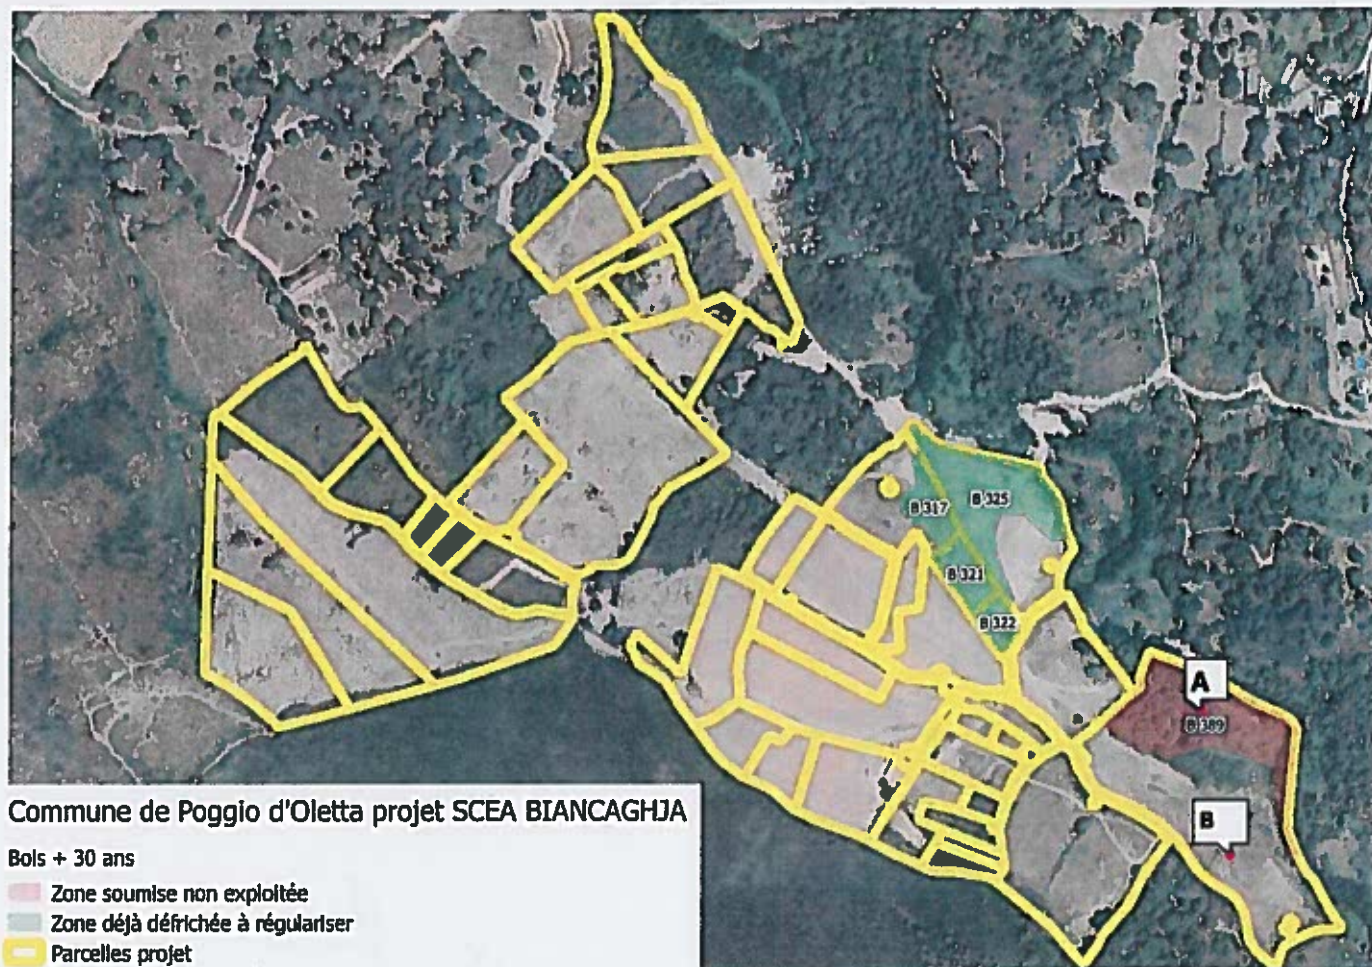 B 325
B 317
B 321
B 322
A
B 389
B
Commune de Poggio d'Oletta projet SCEA BIANCAGHJA
Bois + 30 ans
Zone soumise non exploitée
Zone déjà défrichée à régulariser
Parcelles projet